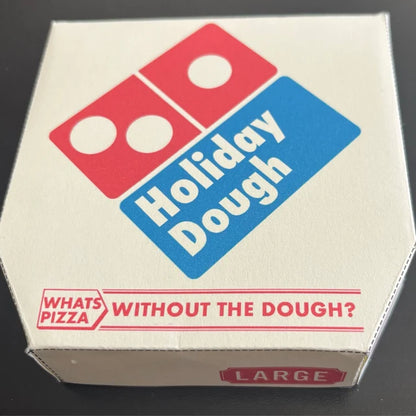 Holiday
Dough
WHATS
PIZZA
WITHOUT THE DOUGH?
LARGE